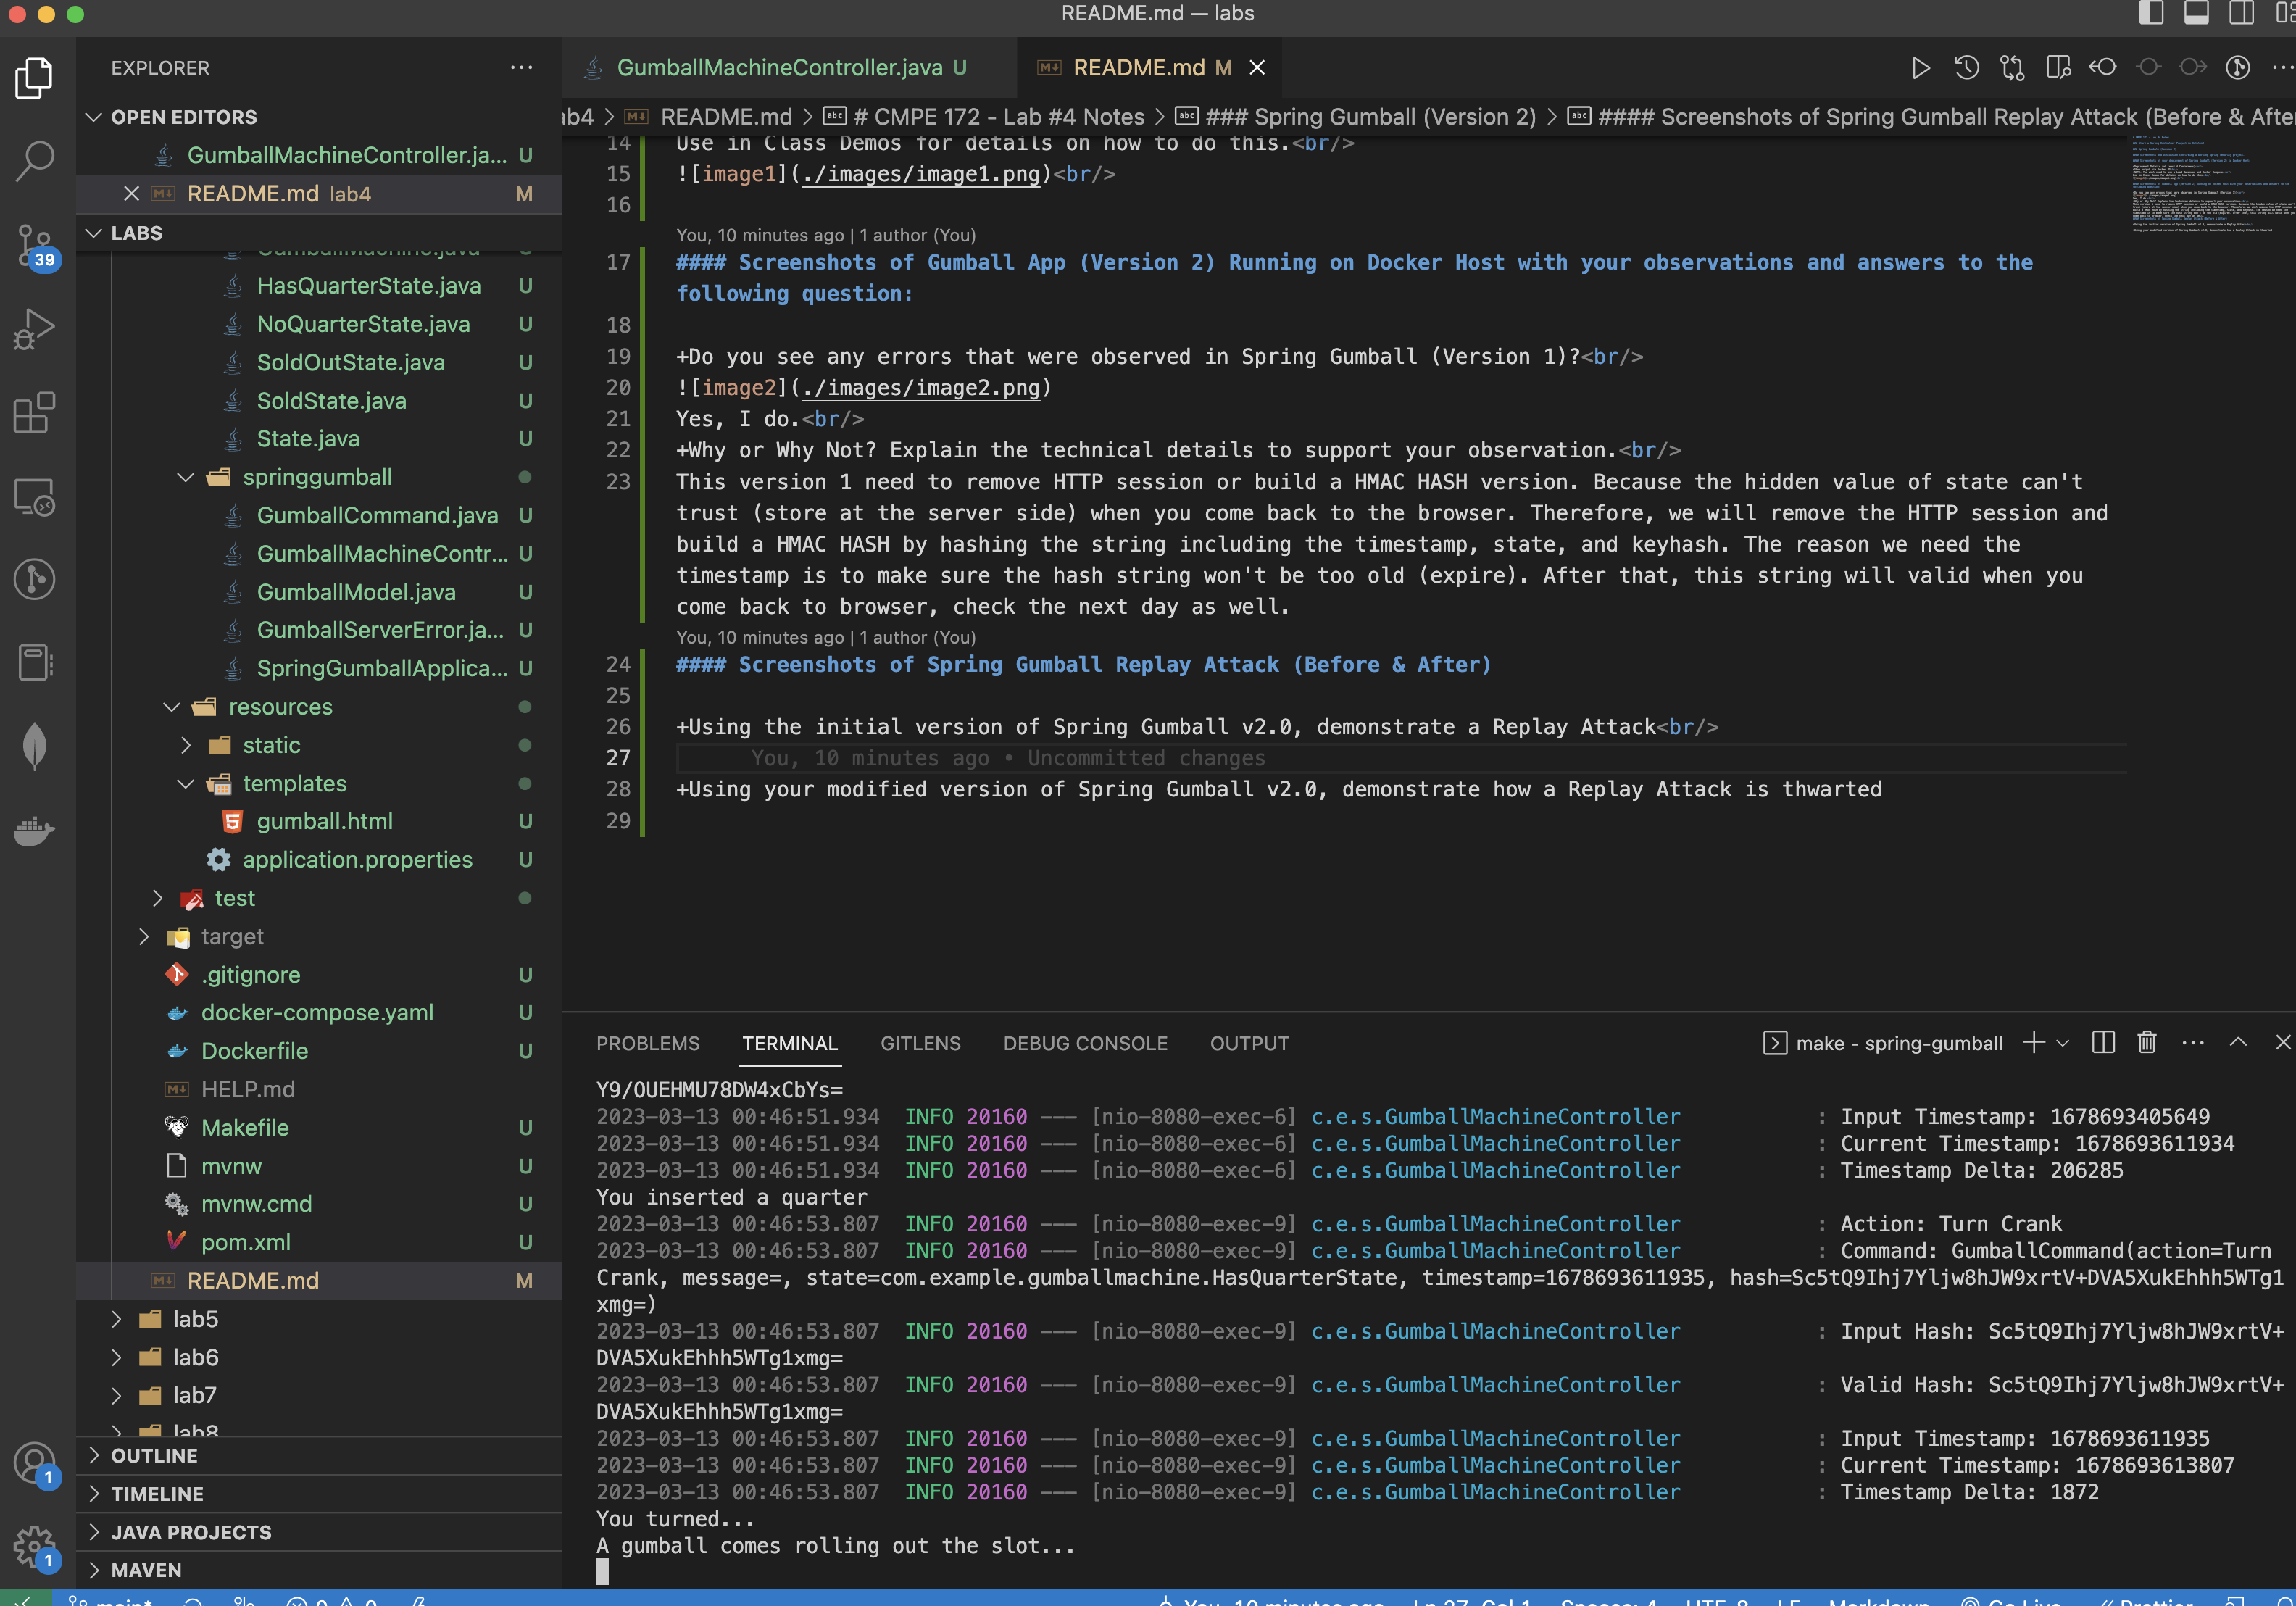 README.md — labs
EXPLORER
OPEN EDITORS
GumballMachineController.ja... U
README.md lab4 M
LABS
GumballMachine.java U
HasQuarterState.java U
NoQuarterState.java U
SoldOutState.java U
SoldState.java U
State.java U
springgumball
GumballCommand.java U
GumballMachineContr... U
GumballModel.java U
GumballServerError.ja... U
SpringGumballApplica... U
resources
static
templates
gumball.html U
application.properties U
test
target
.gitignore U
docker-compose.yaml U
Dockerfile U
HELP.md
Makefile U
mvnw U
mvnw.cmd U
pom.xml U
README.md M
lab5
lab6
lab7
lab8
OUTLINE
TIMELINE
JAVA PROJECTS
MAVEN
39
1
1
GumballMachineController.java U
README.md M
ab4 > README.md > # CMPE 172 - Lab #4 Notes > ### Spring Gumball (Version 2) > #### Screenshots of Spring Gumball Replay Attack (Before & Afte
14 Use in Class Demos for details on how to do this.<br/>
15 ![image1](./images/image1.png)<br/>
16
You, 10 minutes ago | 1 author (You)
17 #### Screenshots of Gumball App (Version 2) Running on Docker Host with your observations and answers to the
following question:
18
19 +Do you see any errors that were observed in Spring Gumball (Version 1)?<br/>
20 ![image2](./images/image2.png)
21 Yes, I do.<br/>
22 +Why or Why Not? Explain the technical details to support your observation.<br/>
23 This version 1 need to remove HTTP session or build a HMAC HASH version. Because the hidden value of state can't
trust (store at the server side) when you come back to the browser. Therefore, we will remove the HTTP session and
build a HMAC HASH by hashing the string including the timestamp, state, and keyhash. The reason we need the
timestamp is to make sure the hash string won't be too old (expire). After that, this string will valid when you
come back to browser, check the next day as well.
You, 10 minutes ago | 1 author (You)
24 #### Screenshots of Spring Gumball Replay Attack (Before & After)
25
26 +Using the initial version of Spring Gumball v2.0, demonstrate a Replay Attack<br/>
27 You, 10 minutes ago • Uncommitted changes
28 +Using your modified version of Spring Gumball v2.0, demonstrate how a Replay Attack is thwarted
29
PROBLEMS TERMINAL GITLENS DEBUG CONSOLE OUTPUT make - spring-gumball
Y9/OUEHMU78DW4xCbYs=
2023-03-13 00:46:51.934 INFO 20160 --- [nio-8080-exec-6] c.e.s.GumballMachineController : Input Timestamp: 1678693405649
2023-03-13 00:46:51.934 INFO 20160 --- [nio-8080-exec-6] c.e.s.GumballMachineController : Current Timestamp: 1678693611934
2023-03-13 00:46:51.934 INFO 20160 --- [nio-8080-exec-6] c.e.s.GumballMachineController : Timestamp Delta: 206285
You inserted a quarter
2023-03-13 00:46:53.807 INFO 20160 --- [nio-8080-exec-9] c.e.s.GumballMachineController : Action: Turn Crank
2023-03-13 00:46:53.807 INFO 20160 --- [nio-8080-exec-9] c.e.s.GumballMachineController : Command: GumballCommand(action=Turn
Crank, message=, state=com.example.gumballmachine.HasQuarterState, timestamp=1678693611935, hash=Sc5tQ9Ihj7Yljw8hJW9xrtV+DVA5XukEhhh5WTg1
xmg=)
2023-03-13 00:46:53.807 INFO 20160 --- [nio-8080-exec-9] c.e.s.GumballMachineController : Input Hash: Sc5tQ9Ihj7Yljw8hJW9xrtV+
DVA5XukEhhh5WTg1xmg=
2023-03-13 00:46:53.807 INFO 20160 --- [nio-8080-exec-9] c.e.s.GumballMachineController : Valid Hash: Sc5tQ9Ihj7Yljw8hJW9xrtV+
DVA5XukEhhh5WTg1xmg=
2023-03-13 00:46:53.807 INFO 20160 --- [nio-8080-exec-9] c.e.s.GumballMachineController : Input Timestamp: 1678693611935
2023-03-13 00:46:53.807 INFO 20160 --- [nio-8080-exec-9] c.e.s.GumballMachineController : Current Timestamp: 1678693613807
2023-03-13 00:46:53.807 INFO 20160 --- [nio-8080-exec-9] c.e.s.GumballMachineController : Timestamp Delta: 1872
You turned...
A gumball comes rolling out the slot...
main* 0 0 You, 10 minutes ago Ln 27, Col 1 Spaces: 4 UTF-8 LF Markdown Go Live Prettier